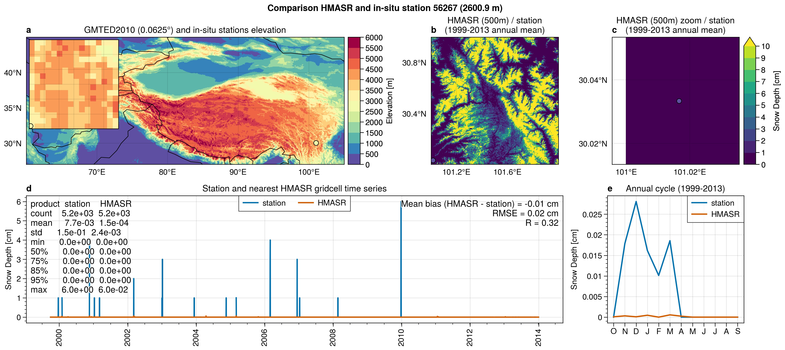 Comparison HMASR and in-situ station 56267 (2600.9 m)
a
GMTED2010 (0.0625°) and in-situ stations elevation
40°N
35°N
30°N
70°E
80°E
90°E
100°E
6000
5500
5000
4500
4000
3500
3000
2500
2000
1500
1000
500
0
Elevation [m]
b
HMASR (500m) / station
(1999-2013 annual mean)
30.8°N
30.4°N
101.2°E
101.6°E
c
HMASR (500m) zoom / station
(1999-2013 annual mean)
30.04°N
30.02°N
101°E
101.02°E
10
9
8
7
6
5
4
3
2
1
0
Snow Depth [cm]
d
Station and nearest HMASR gridcell time series
product station HMASR
count 5.2e+03 5.2e+03
mean 7.7e-03 1.5e-04
std 1.5e-01 2.4e-03
min 0.0e+00 0.0e+00
50% 0.0e+00 0.0e+00
75% 0.0e+00 0.0e+00
85% 0.0e+00 0.0e+00
95% 0.0e+00 0.0e+00
max 6.0e+00 6.0e-02
station HMASR
Mean bias (HMASR - station) = -0.01 cm
RMSE = 0.02 cm
R = 0.32
6
5
4
3
2
1
0
Snow Depth [cm]
2000
2002
2004
2006
2008
2010
2012
2014
e
Annual cycle (1999-2013)
station
HMASR
0.025
0.02
0.015
0.01
0.005
0
Snow Depth [cm]
O N D J F M A M J J A S